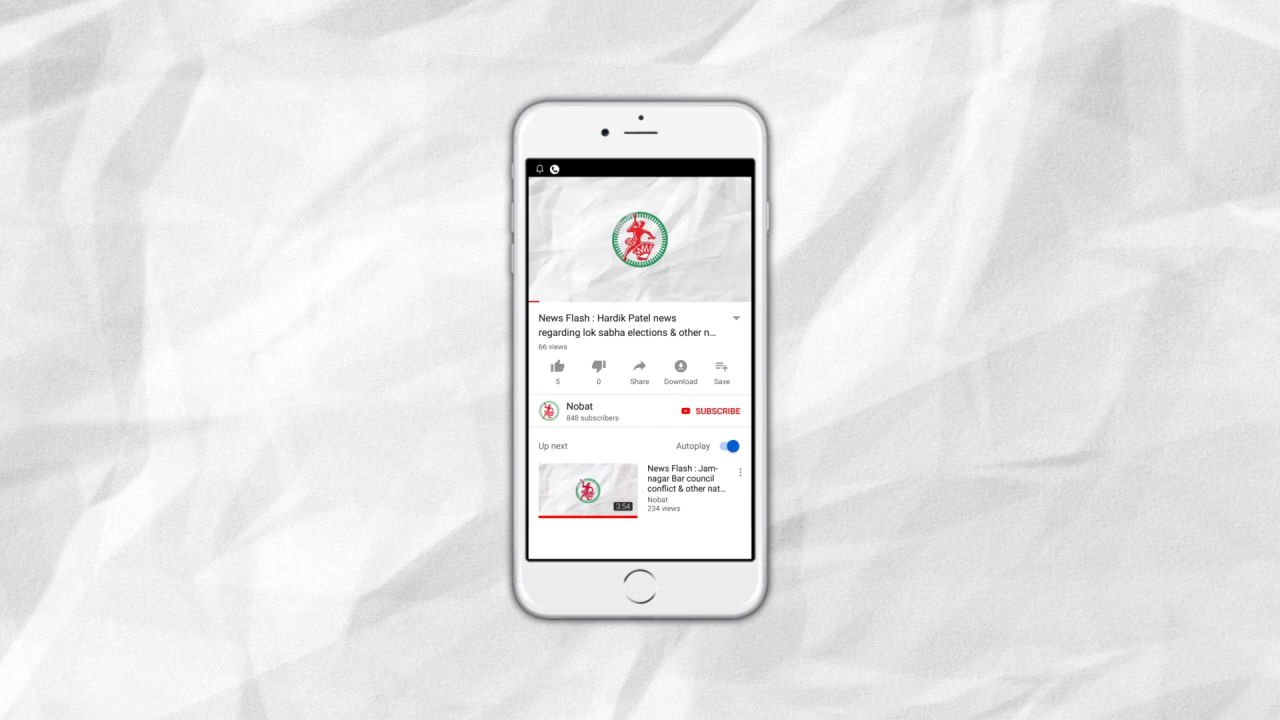 News Flash : Hardik Patel news
regarding lok sabha elections & other n...
66 views
5
0
Share
Download
Save
Nobat
848 subscribers
SUBSCRIBE
Up next
Autoplay
3:54
News Flash : Jam-
nagar Bar council
conflict & other nat...
Nobat
234 views